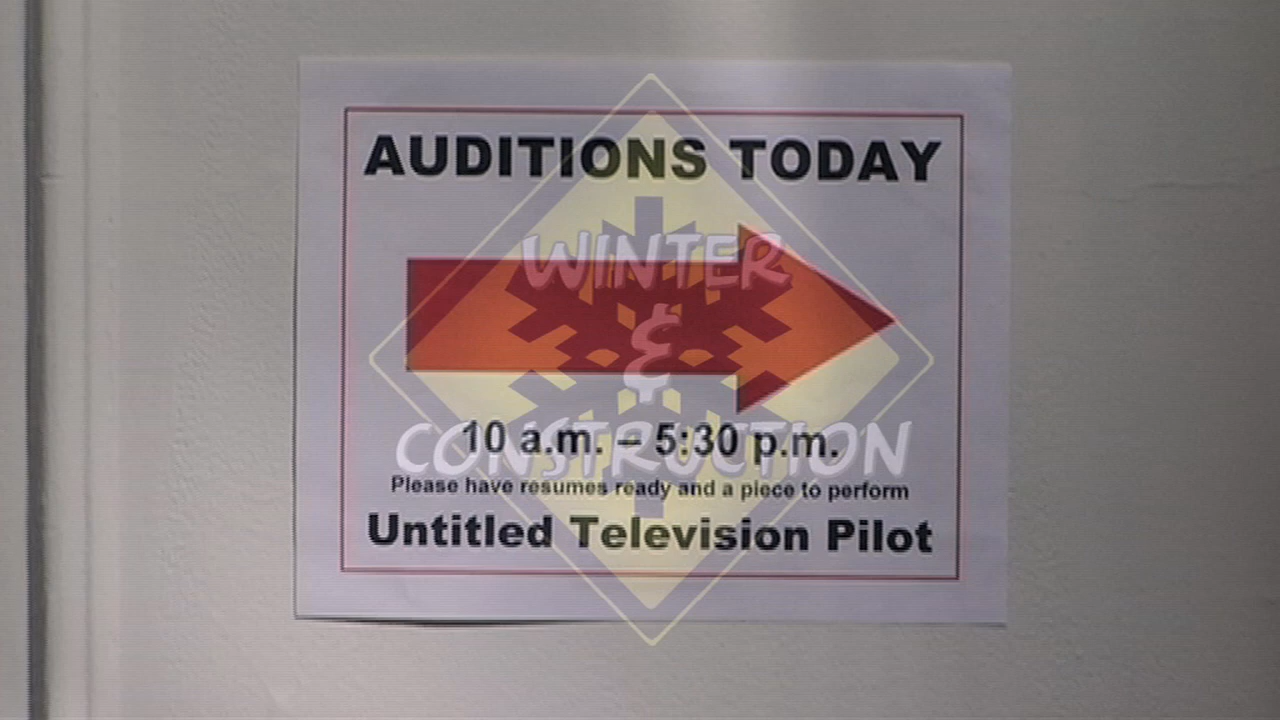 AUDITIONS TODAY
WINTER
&
CONSTRUCTION
10 a.m. – 5:30 p.m.
Please have resumes ready and a piece to perform
Untitled Television Pilot